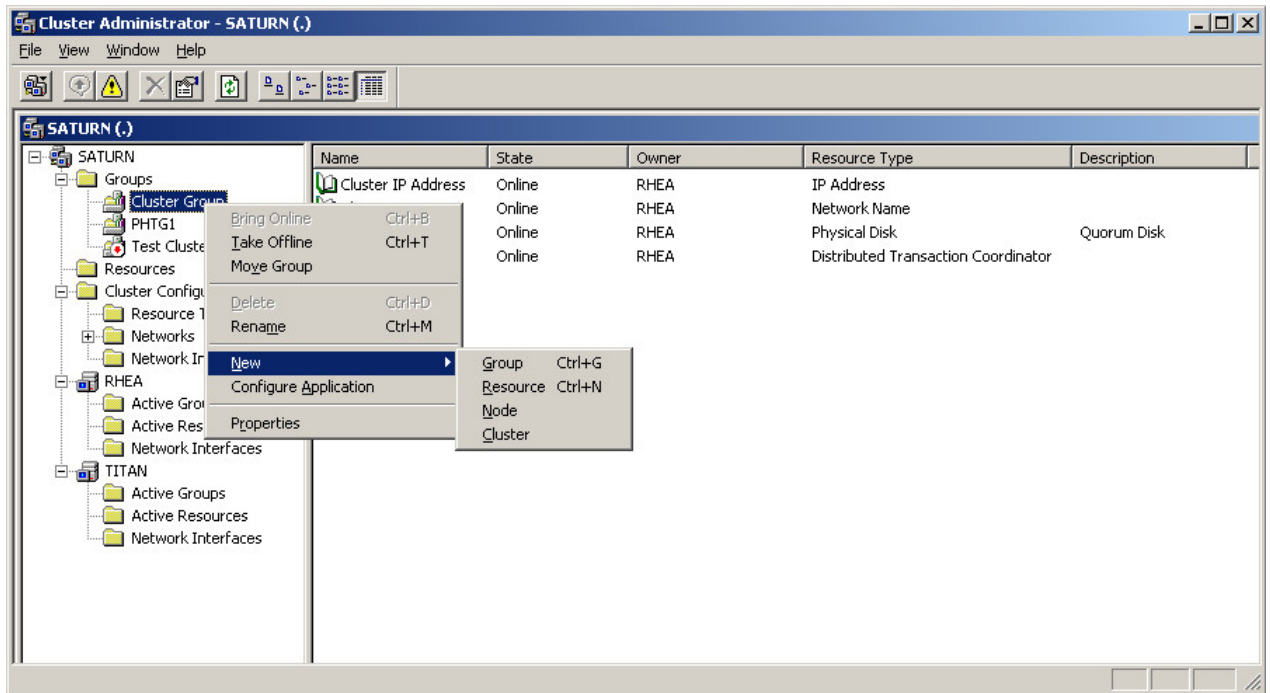 Cluster Administrator - SATURN (.)
File View Window Help
SATURN (.)
SATURN
Groups
Cluster Group
PHTG1
Test Cluste
Resources
Cluster Configu
Resource T
Networks
Network In
RHEA
Active Grou
Active Res
Network Interfaces
TITAN
Active Groups
Active Resources
Network Interfaces
Name State Owner Resource Type Description
Cluster IP Address Online RHEA IP Address
Online RHEA Network Name
Online RHEA Physical Disk Quorum Disk
Online RHEA Distributed Transaction Coordinator
Bring Online Ctrl+B
Take Offline Ctrl+T
Move Group
Delete Ctrl+D
Rename Ctrl+M
New
Configure Application
Properties
Group Ctrl+G
Resource Ctrl+N
Node
Cluster